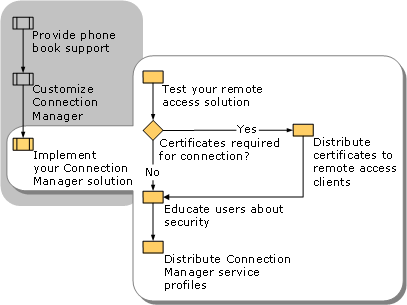 Provide phone
book support
Customize
Connection
Manager
Implement
your Connection
Manager solution
Test your remote
access solution
Certificates required
for connection?
Yes
No
Distribute
certificates to
remote access
clients
Educate users about
security
Distribute Connection
Manager service
profiles